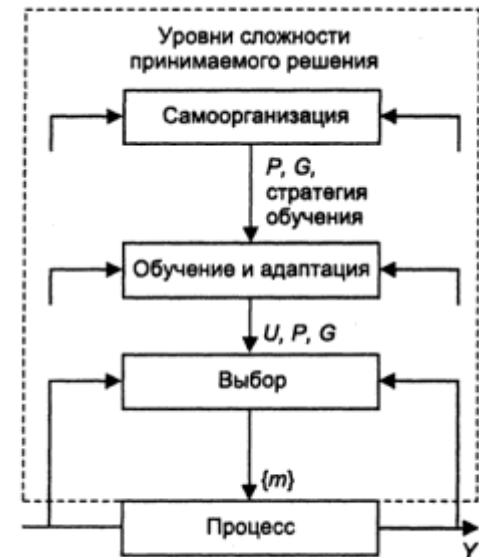 Уровни сложности
принимаемого решения
Самоорганизация
P, G,
стратегия
обучения
Обучение и адаптация
U, P, G
Выбор
{m}
Процесс
Y